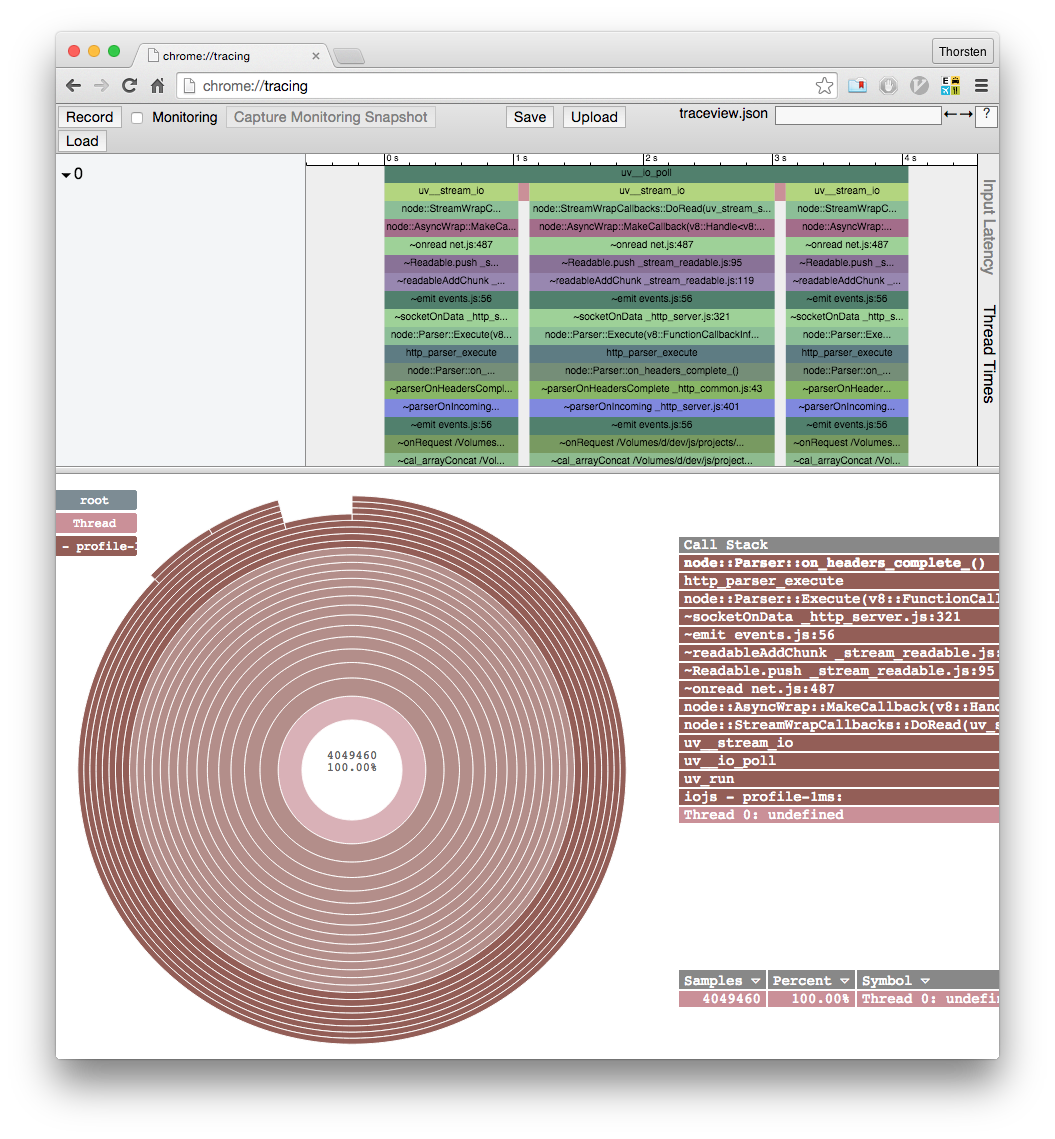 chrome://tracing
Thorsten
chrome://tracing
Record Monitoring Capture Monitoring Snapshot Save Upload traceview.json ←→ ?
Load
0 s 1 s 2 s 3 s 4 s
0
uv__io_poll
uv__stream_io uv__stream_io uv__stream_io
node::StreamWrapC... node::StreamWrapCallbacks::DoRead(uv_stream_s... node::StreamWrapC...
node::AsyncWrap::MakeCa... node::AsyncWrap::MakeCallback(v8::Handle<v8:... node::AsyncWrap:...
~onread net.js:487 ~onread net.js:487 ~onread net.js:487
~Readable.push _s... ~Readable.push _stream_readable.js:95 ~Readable.push _s...
~readableAddChunk _... ~readableAddChunk _stream_readable.js:119 ~readableAddChunk _...
~emit events.js:56 ~emit events.js:56 ~emit events.js:56
~socketOnData _http_s... ~socketOnData _http_server.js:321 ~socketOnData _http_s...
node::Parser::Execute(v8... node::Parser::Execute(v8::FunctionCallbackInf... node::Parser::Exe...
http_parser_execute http_parser_execute http_parser_execute
node::Parser::on_... node::Parser::on_headers_complete_() node::Parser::on_...
~parserOnHeadersCompl... ~parserOnHeadersComplete _http_common.js:43 ~parserOnHeader...
~parserOnIncoming... ~parserOnIncoming _http_server.js:401 ~parserOnIncoming...
~emit events.js:56 ~emit events.js:56 ~emit events.js:56
~onRequest /Volumes... ~onRequest /Volumes/d/dev/js/projects/... ~onRequest /Volumes...
~cal_arrayConcat /Vol... ~cal_arrayConcat /Volumes/d/dev/js/project... ~cal_arrayConcat /Vol...
Input Latency
Thread Times
root
Thread
- profile-1
4049460
100.00%
Call Stack
node::Parser::on_headers_complete_()
http_parser_execute
node::Parser::Execute(v8::FunctionCall
~socketOnData _http_server.js:321
~emit events.js:56
~readableAddChunk _stream_readable.js:
~Readable.push _stream_readable.js:95
~onread net.js:487
node::AsyncWrap::MakeCallback(v8::Hand
node::StreamWrapCallbacks::DoRead(uv_s
uv__stream_io
uv__io_poll
uv_run
iojs - profile-1ms:
Thread 0: undefined
Samples ▽ Percent ▽ Symbol ▽
4049460 100.00% Thread 0: undefin